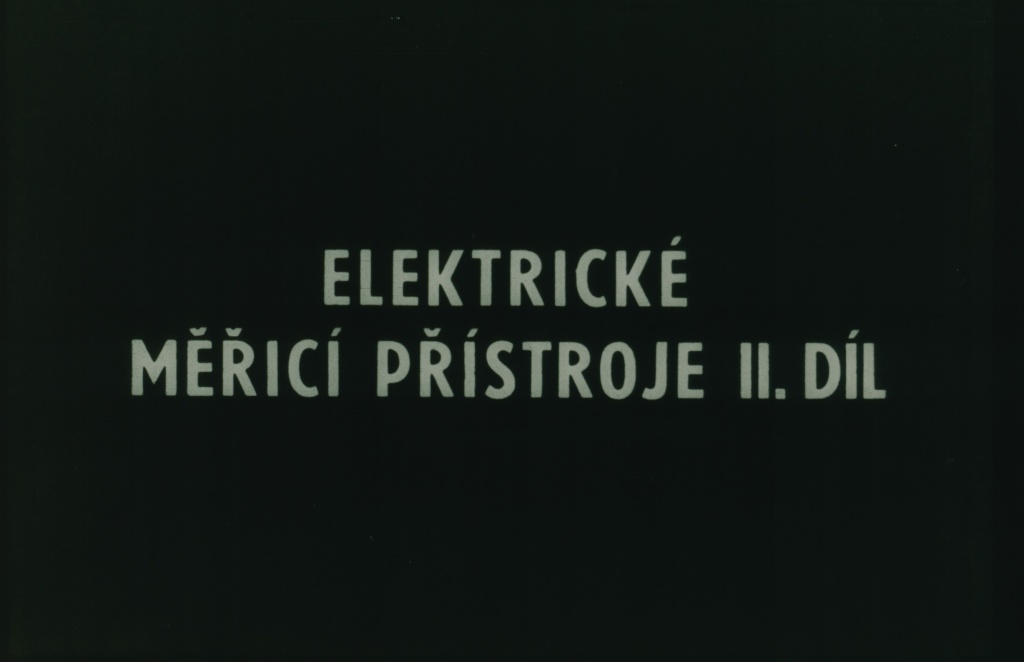 ELEKTRICKÉ
MĚŘICÍ PŘÍSTROJE II. DÍL